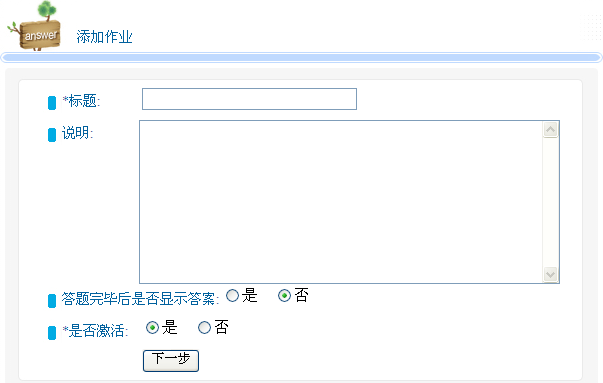 answer 添加作业
*标题:
说明:
答题完毕后是否显示答案: 是 否
*是否激活: 是 否
下一步